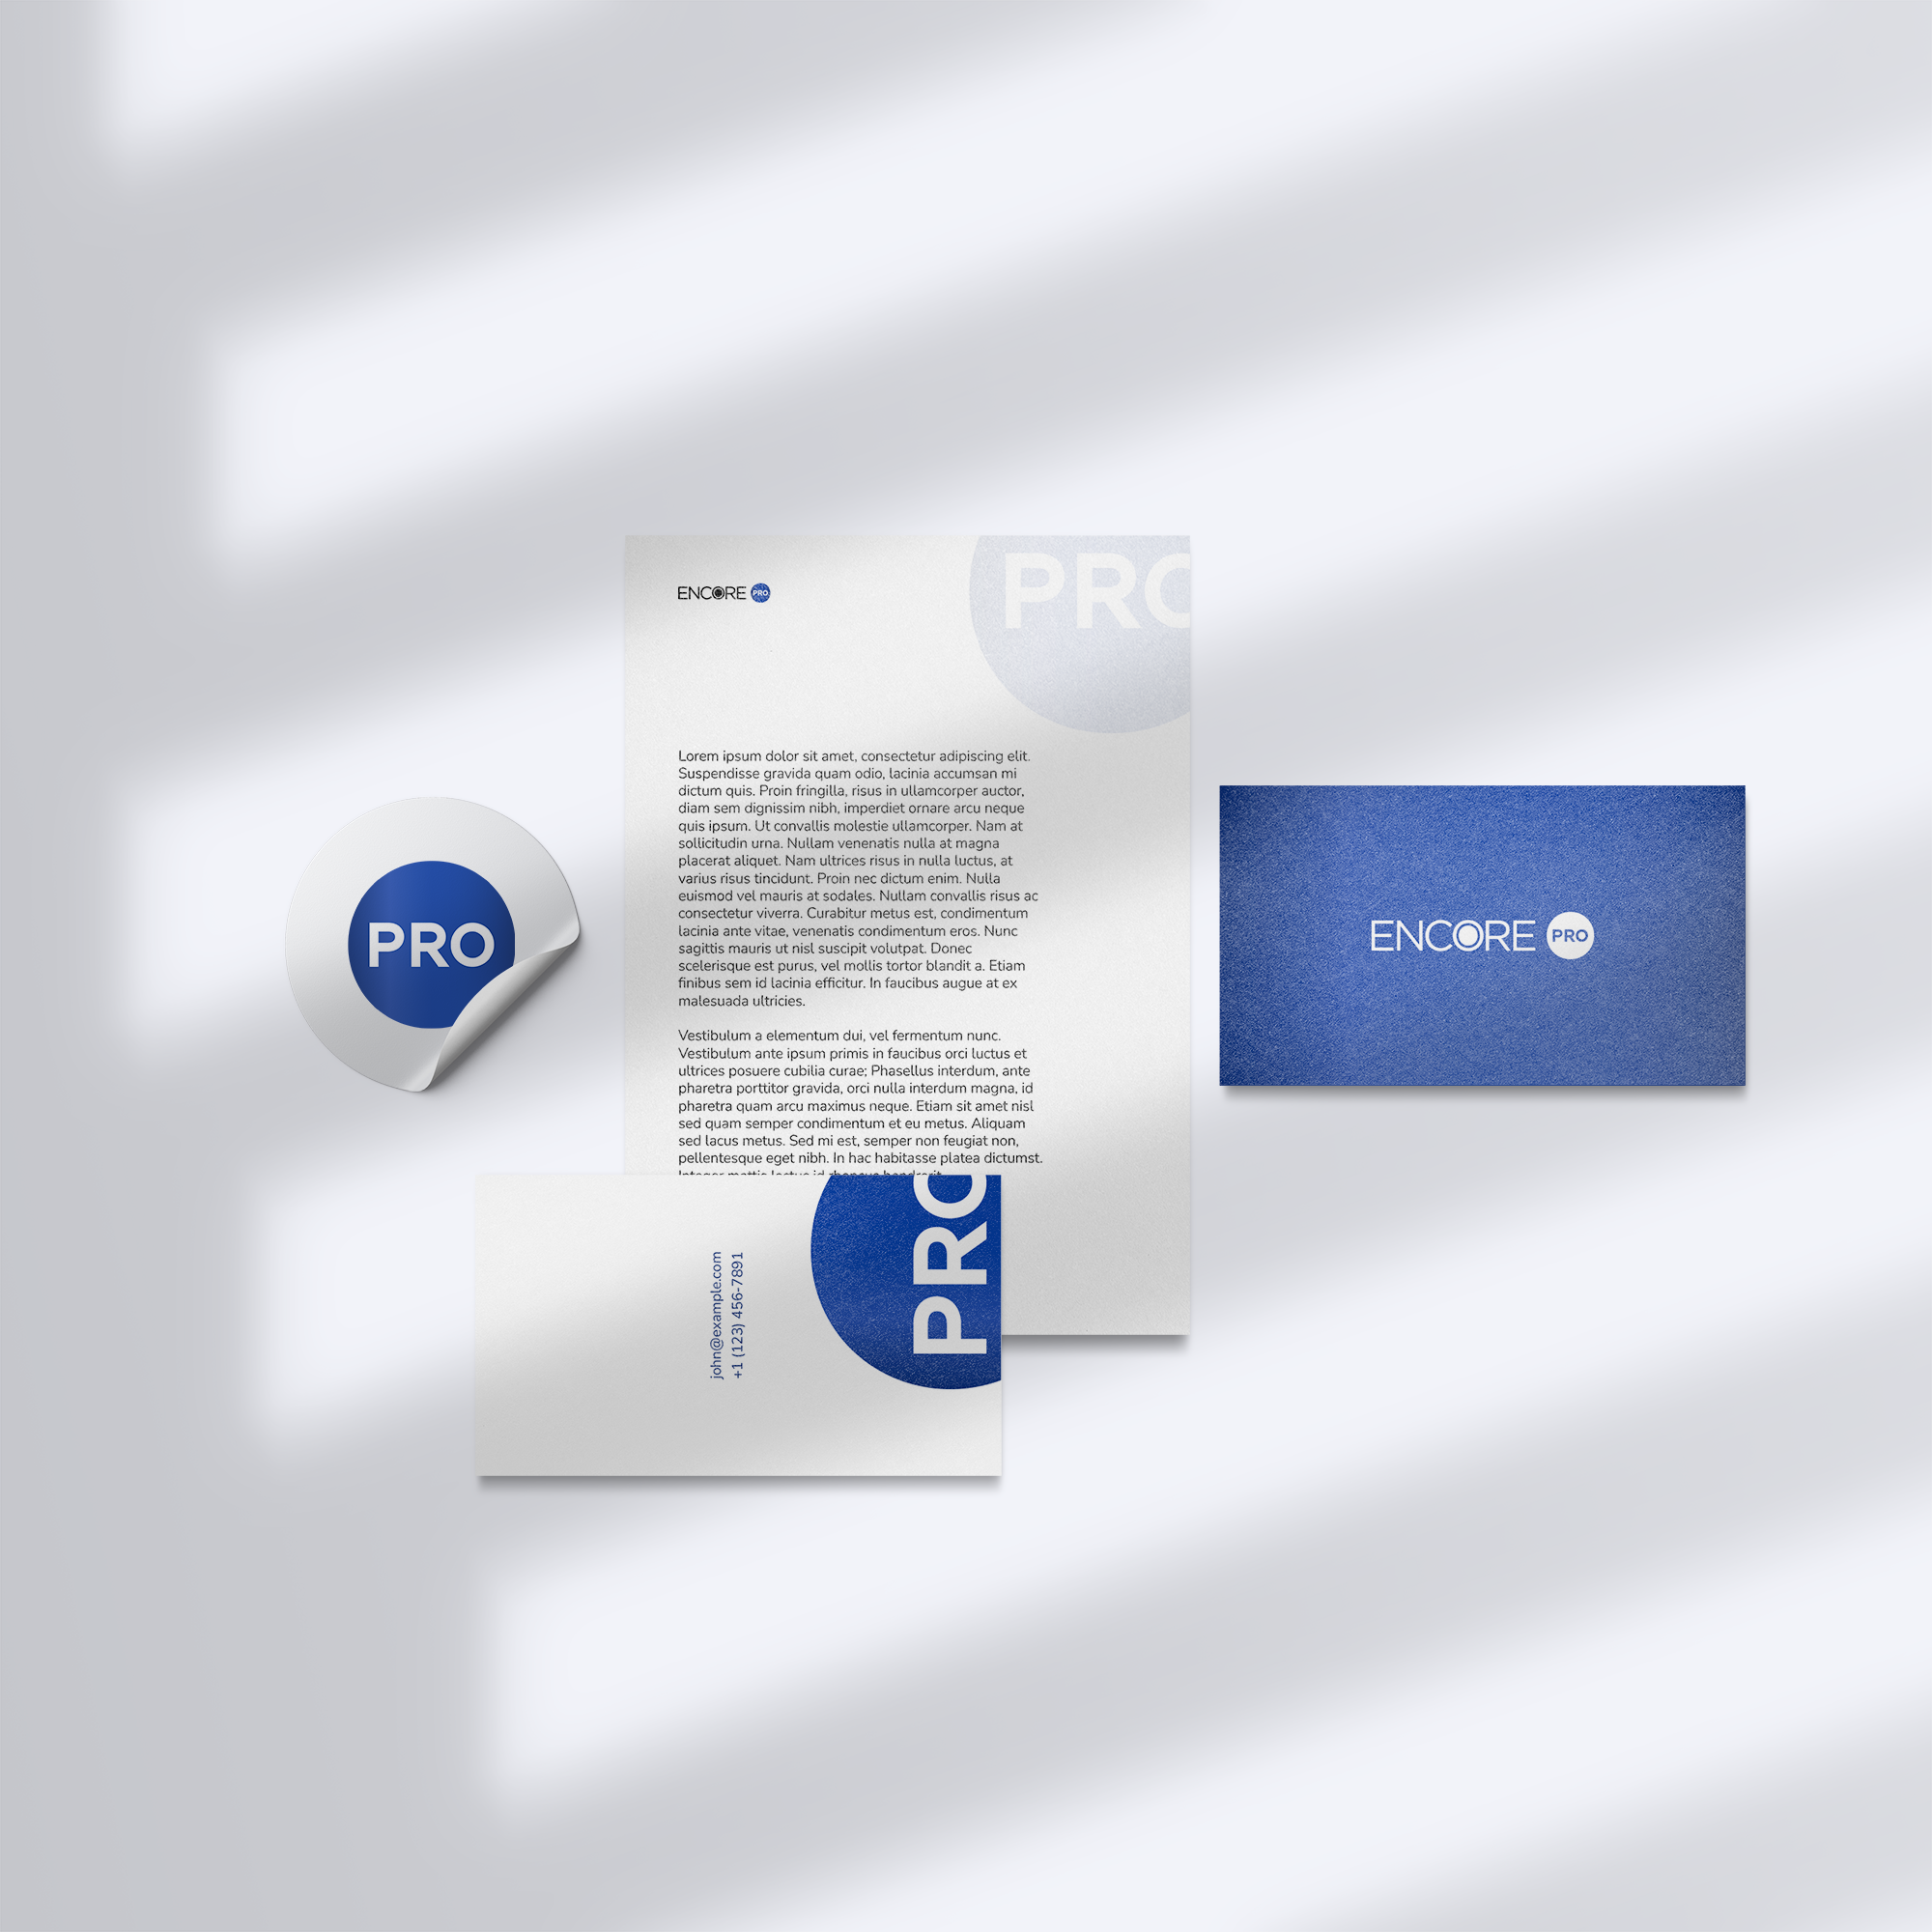 ENCORE PRO
PRO
Lorem ipsum dolor sit amet, consectetur adipiscing elit.
Suspendisse gravida quam odio, lacinia accumsan mi
dictum quis. Proin fringilla, risus in ullamcorper auctor,
diam sem dignissim nibh, imperdiet ornare arcu neque
quis ipsum. Ut convallis molestie ullamcorper. Nam at
sollicitudin urna. Nullam venenatis nulla at magna
placerat aliquet. Nam ultrices risus in nulla luctus, at
varius risus tincidunt. Proin nec dictum enim. Nulla
euismod vel mauris at sodales. Nullam convallis risus ac
consectetur viverra. Curabitur metus est, condimentum
lacinia ante vitae, venenatis condimentum eros. Nunc
sagittis mauris ut nisl suscipit volutpat. Donec
scelerisque est purus, vel mollis tortor blandit a. Etiam
finibus sem id lacinia efficitur. In faucibus augue at ex
malesuada ultricies.
Vestibulum a elementum dui, vel fermentum nunc.
Vestibulum ante ipsum primis in faucibus orci luctus et
ultrices posuere cubilia curae; Phasellus interdum, ante
pharetra porttitor gravida, orci nulla interdum magna, id
pharetra quam arcu maximus neque. Etiam sit amet nisl
sed quam semper condimentum et eu metus. Aliquam
sed lacus metus. Sed mi est, semper non feugiat non,
pellentesque eget nibh. In hac habitasse platea dictumst.
PRO
ENCORE PRO
john@example.com
+1 (123) 456-7891
PRO